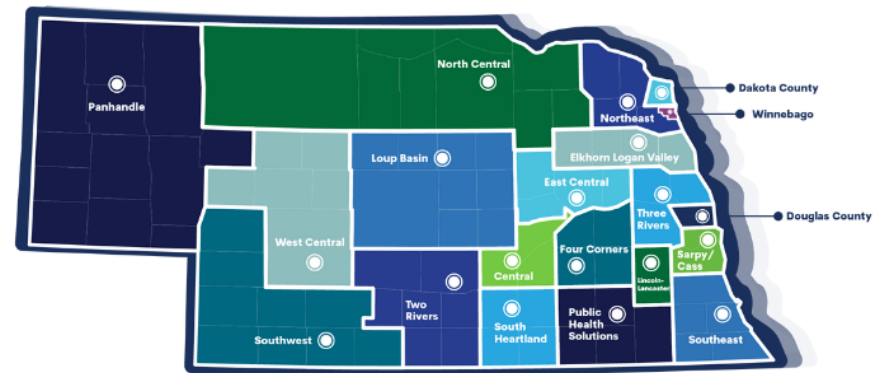 North Central
Panhandle
Dakota County
Winnebago
Northeast
Loup Basin
Elkhorn Logan Valley
East Central
Three
Rivers
Douglas County
West Central
Four Corners
Sarpy/
Cass
Central
Lincoln-
Lancaster
Two
Rivers
South
Heartland
Public
Health
Solutions
Southwest
Southeast